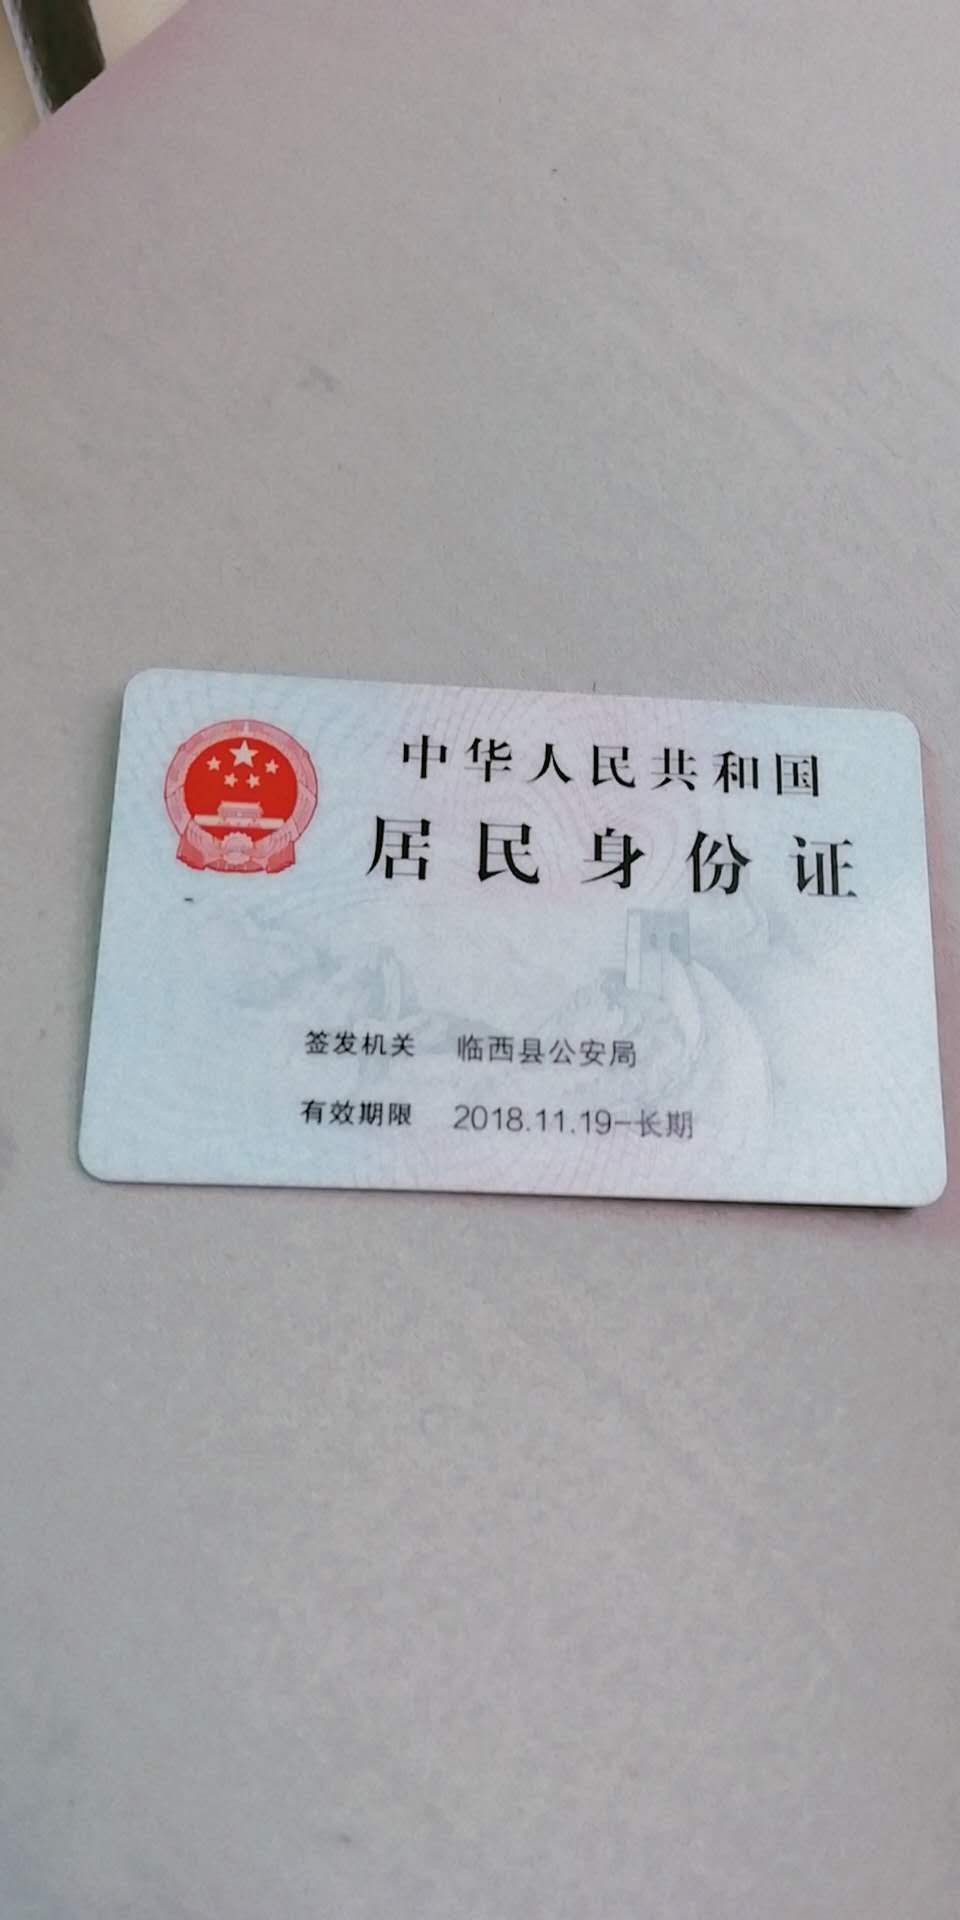 中华人民共和国
居民身份证
签发机关 临西县公安局
有效期限 2018.11.19-长期